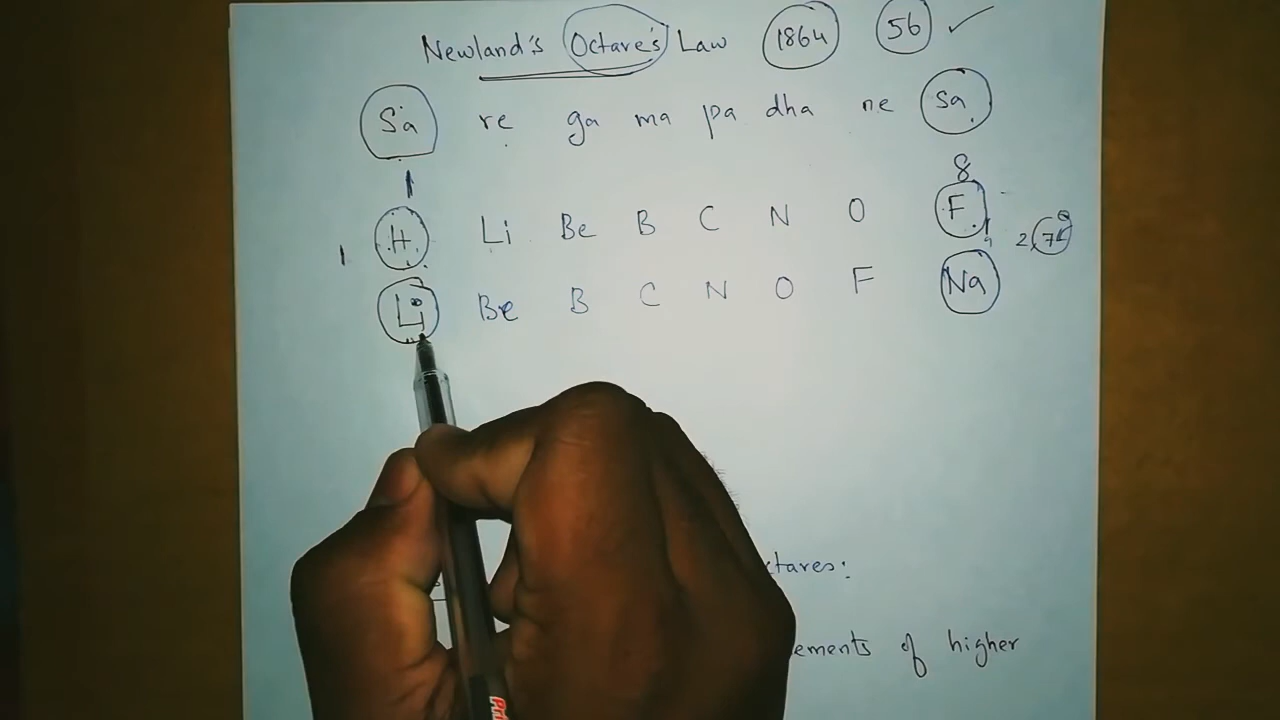 Newland's Octave's Law 1864 56 ✓
Sa re ga ma pa dha ne Sa
1 8
1 H Li Be B C N O F
Li Be B C N O F Na
ctaves:
ements of higher